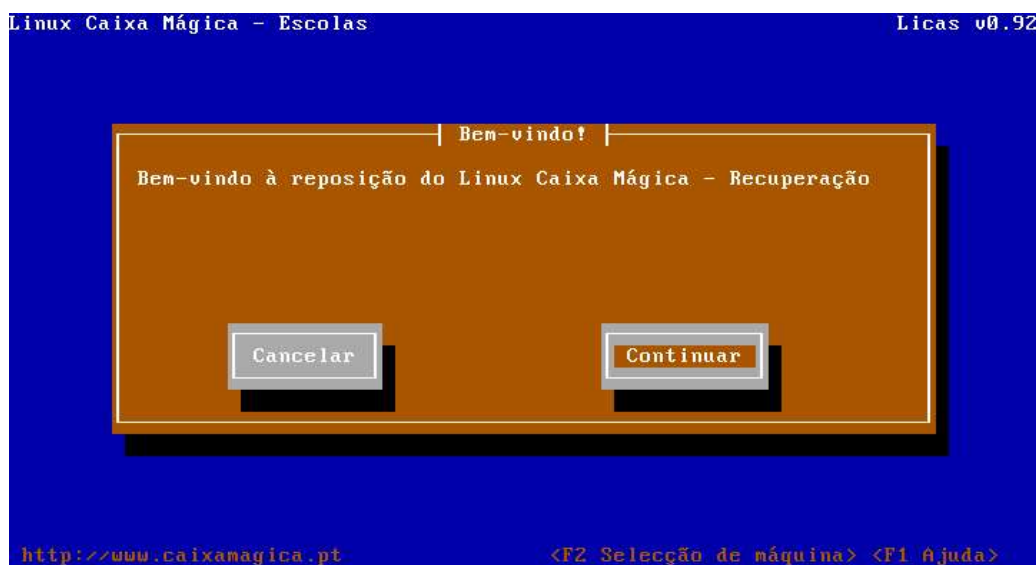 Linux Caixa Mágica - Escolas Licas v0.92
Bem-vindo!
Bem-vindo à reposição do Linux Caixa Mágica - Recuperação
Cancelar Continuar
http://www.caixamagica.pt <F2 Selecção de máquina> <F1 Ajuda>